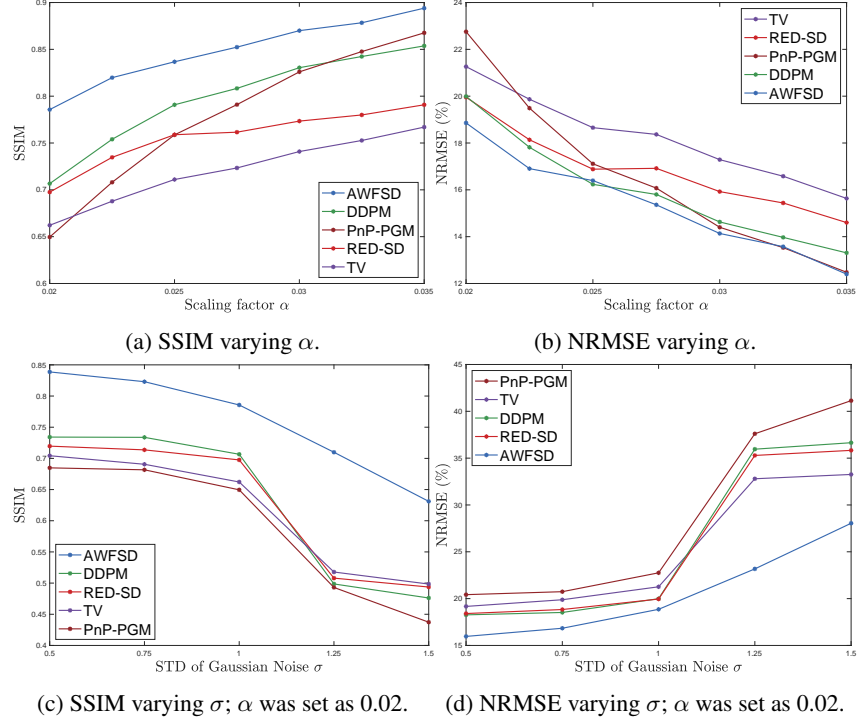 0.9
0.85
0.8
0.75
0.7
0.65
0.6
SSIM
AWFSD
DDPM
PnP-PGM
RED-SD
TV
0.02
0.025
0.03
0.035
Scaling factor α
(a) SSIM varying α.
24
22
20
18
16
14
12
NRMSE (%)
TV
RED-SD
PnP-PGM
DDPM
AWFSD
0.02
0.025
0.03
0.035
Scaling factor α
(b) NRMSE varying α.
0.85
0.8
0.75
0.7
0.65
0.6
0.55
0.5
0.45
0.4
SSIM
AWFSD
DDPM
RED-SD
TV
PnP-PGM
0.5
0.75
1
1.25
1.5
STD of Gaussian Noise σ
(c) SSIM varying σ; α was set as 0.02.
45
40
35
30
25
20
15
NRMSE (%)
PnP-PGM
TV
DDPM
RED-SD
AWFSD
0.5
0.75
1
1.25
1.5
STD of Gaussian Noise σ
(d) NRMSE varying σ; α was set as 0.02.